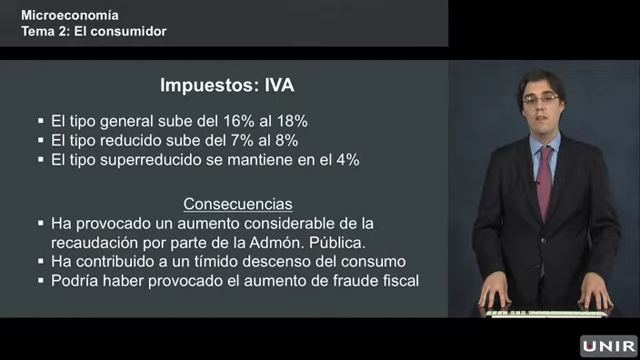 Microeconomía
Tema 2: El consumidor
Impuestos: IVA
▪ El tipo general sube del 16% al 18%
▪ El tipo reducido sube del 7% al 8%
▪ El tipo superreducido se mantiene en el 4%
Consecuencias
▪ Ha provocado un aumento considerable de la
recaudación por parte de la Admón. Pública.
▪ Ha contribuido a un tímido descenso del consumo
▪ Podría haber provocado el aumento de fraude fiscal
UNIR